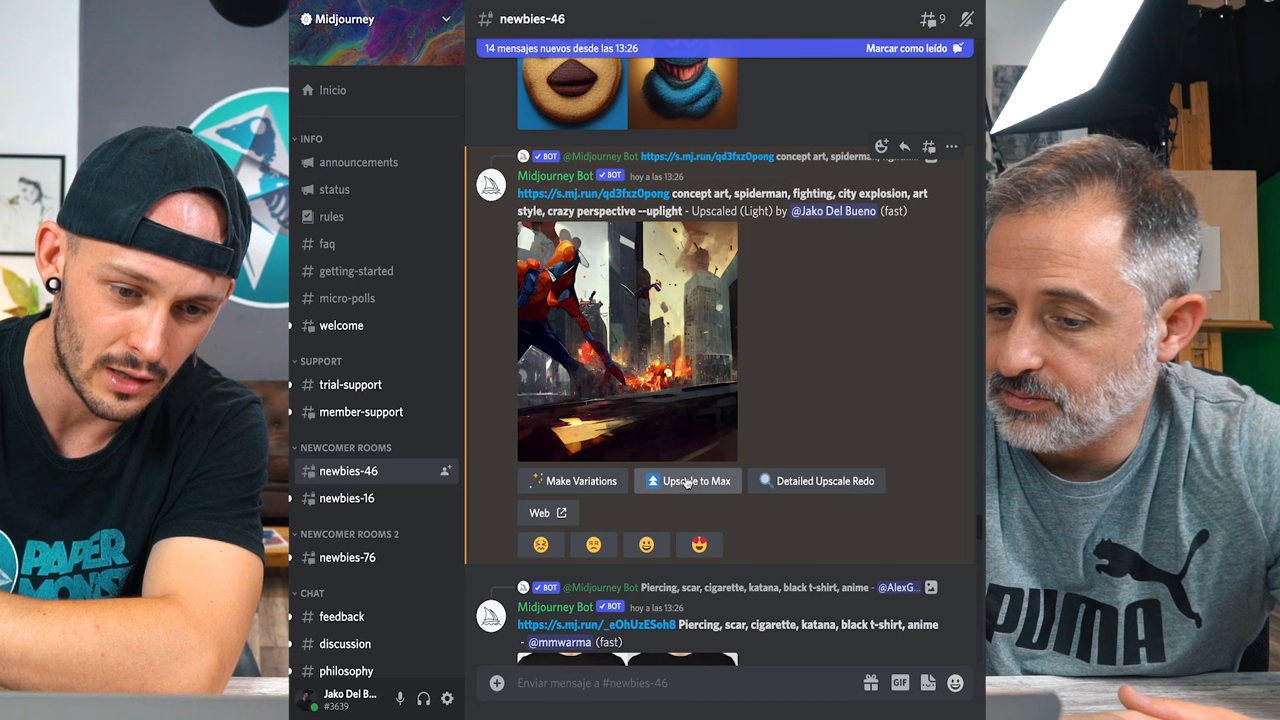 Midjourney
Inicio
INFO
announcements
status
rules
faq
getting-started
micro-polls
welcome
SUPPORT
trial-support
member-support
NEWCOMER ROOMS
newbies-46
newbies-16
NEWCOMER ROOMS 2
newbies-76
CHAT
feedback
discussion
philosophy
Jako Del B...
#3639
newbies-46
9
14 mensajes nuevos desde las 13:26
Marcar como leído
BOT @Midjourney Bot https://s.mj.run/qd3fxz0pong concept art, spiderman,
Midjourney Bot BOT hoy a las 13:26
https://s.mj.run/qd3fxz0pong concept art, spiderman, fighting, city explosion, art
style, crazy perspective --uplight - Upscaled (Light) by @Jako Del Bueno (fast)
Make Variations
Upscale to Max
Detailed Upscale Redo
Web
BOT @Midjourney Bot Piercing, scar, cigarette, katana, black t-shirt, anime - @AlexG...
Midjourney Bot BOT hoy a las 13:26
https://s.mj.run/_eOhUzESoh8 Piercing, scar, cigarette, katana, black t-shirt, anime
- @mmwarma (fast)
Enviar mensaje a #newbies-46
GIF
PAPER
MONS
PUMA